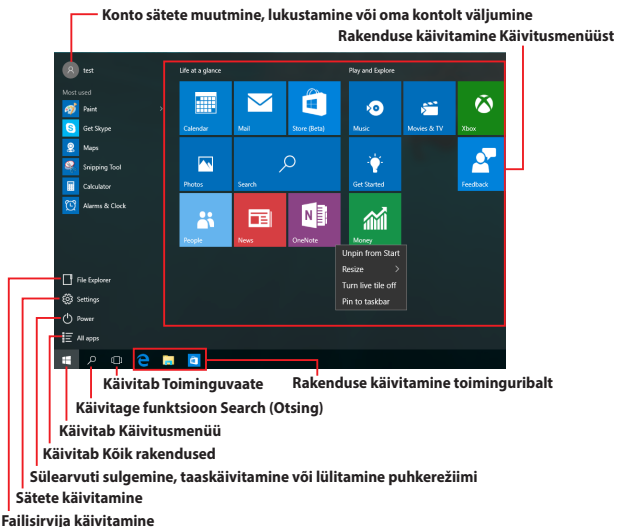 Konto sätete muutmine, lukustamine või oma kontolt väljumine
Rakenduse käivitamine Käivitusmenüüst
test
Life at a glance
Play and Explore
Most used
Paint
Get Skype
Maps
Snipping Tool
Calculator
Alarms & Clock
Calendar
Mail
Store (Beta)
Music
Movies & TV
Xbox
Photos
Search
Get Started
Feedback
People
News
OneNote
Money
Unpin from Start
Resize
Turn live tile off
Pin to taskbar
File Explorer
Settings
Power
All apps
Käivitab Toiminguvaate
Rakenduse käivitamine toiminguribalt
Käivitage funktsioon Search (Otsing)
Käivitab Käivitusmenüü
Käivitab Kõik rakendused
Sülearvuti sulgemine, taaskäivitamine või lülitamine puhkerežiimi
Sätete käivitamine
Failisirvija käivitamine